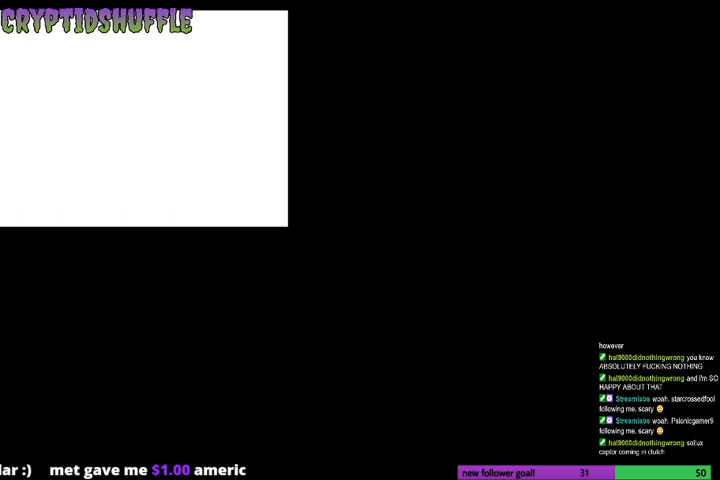 CRYPTIDSHUFFLE
however
hal9000didnothingwrong you know
ABSOLUTELY FUCKING NOTHING
hal9000didnothingwrong and i'm SO
HAPPY ABOUT THAT
Streamlabs woah. starcrossedfool
following me. scary
Streamlabs woah. Psionicgamer9
following me. scary
hal9000didnothingwrong sollux
captor coming in clutch
lar :) met gave me $1.00 americ
new follower goal! 31 50